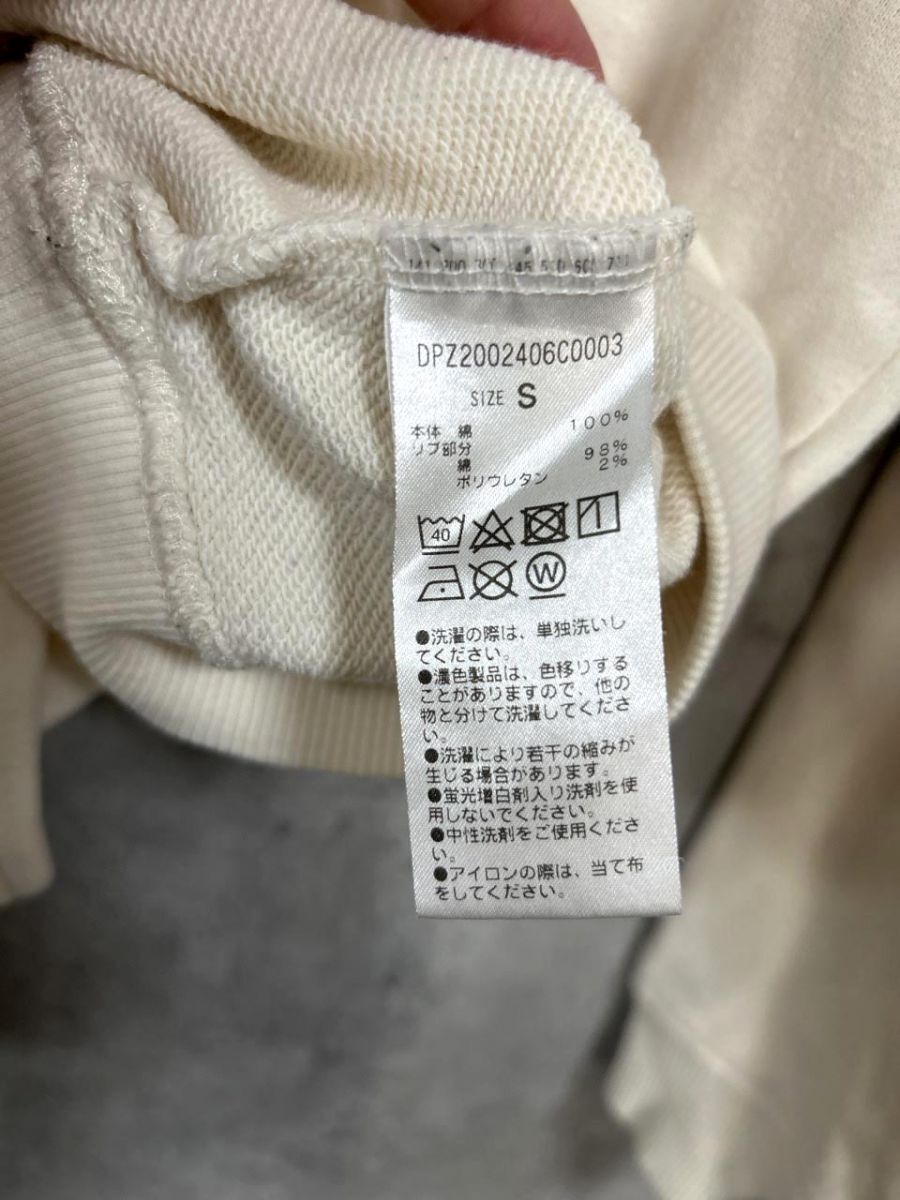 DPZ2002406C0003
SIZE S
本体 綿 100%
リブ部分
綿 98%
ポリウレタン 2%
40
W
●洗濯の際は、単独洗いし
てください。
●濃色製品は、色移りする
ことがありますので、他の
物と分けて洗濯してくださ
い。
●洗濯により若干の縮みが
生じる場合があります。
●蛍光増白剤入り洗剤を使
用しないでください。
●中性洗剤をご使用くださ
い。
●アイロンの際は、当て布
をしてください。